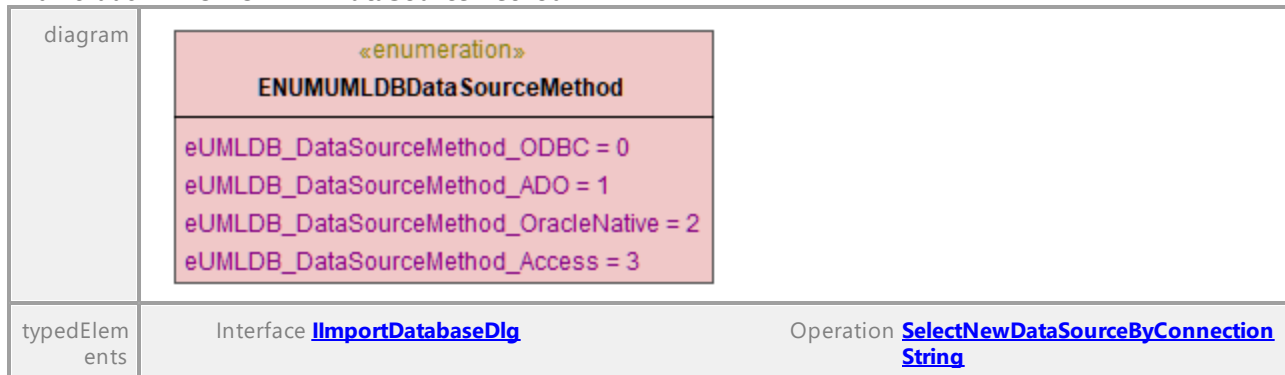 diagram
«enumeration»
ENUMUMLDBDataSourceMethod
eUMLDB_DataSourceMethod_ODBC = 0
eUMLDB_DataSourceMethod_ADO = 1
eUMLDB_DataSourceMethod_OracleNative = 2
eUMLDB_DataSourceMethod_Access = 3
typedElem
ents
Interface IImportDatabaseDlg
Operation SelectNewDataSourceByConnection
String